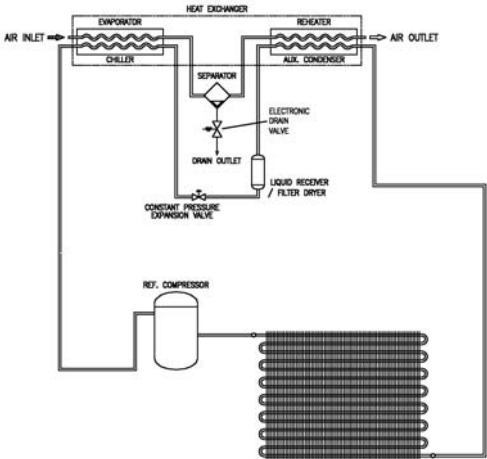 HEAT EXCHANGER
EVAPORATOR
REHEATER
AIR INLET
AIR OUTLET
CHILLER
AUX. CONDENSER
SEPARATOR
ELECTRONIC
DRAIN
VALVE
DRAIN OUTLET
LIQUID RECEIVER
/ FILTER DRYER
CONSTANT PRESSURE
EXPANSION VALVE
REF. COMPRESSOR